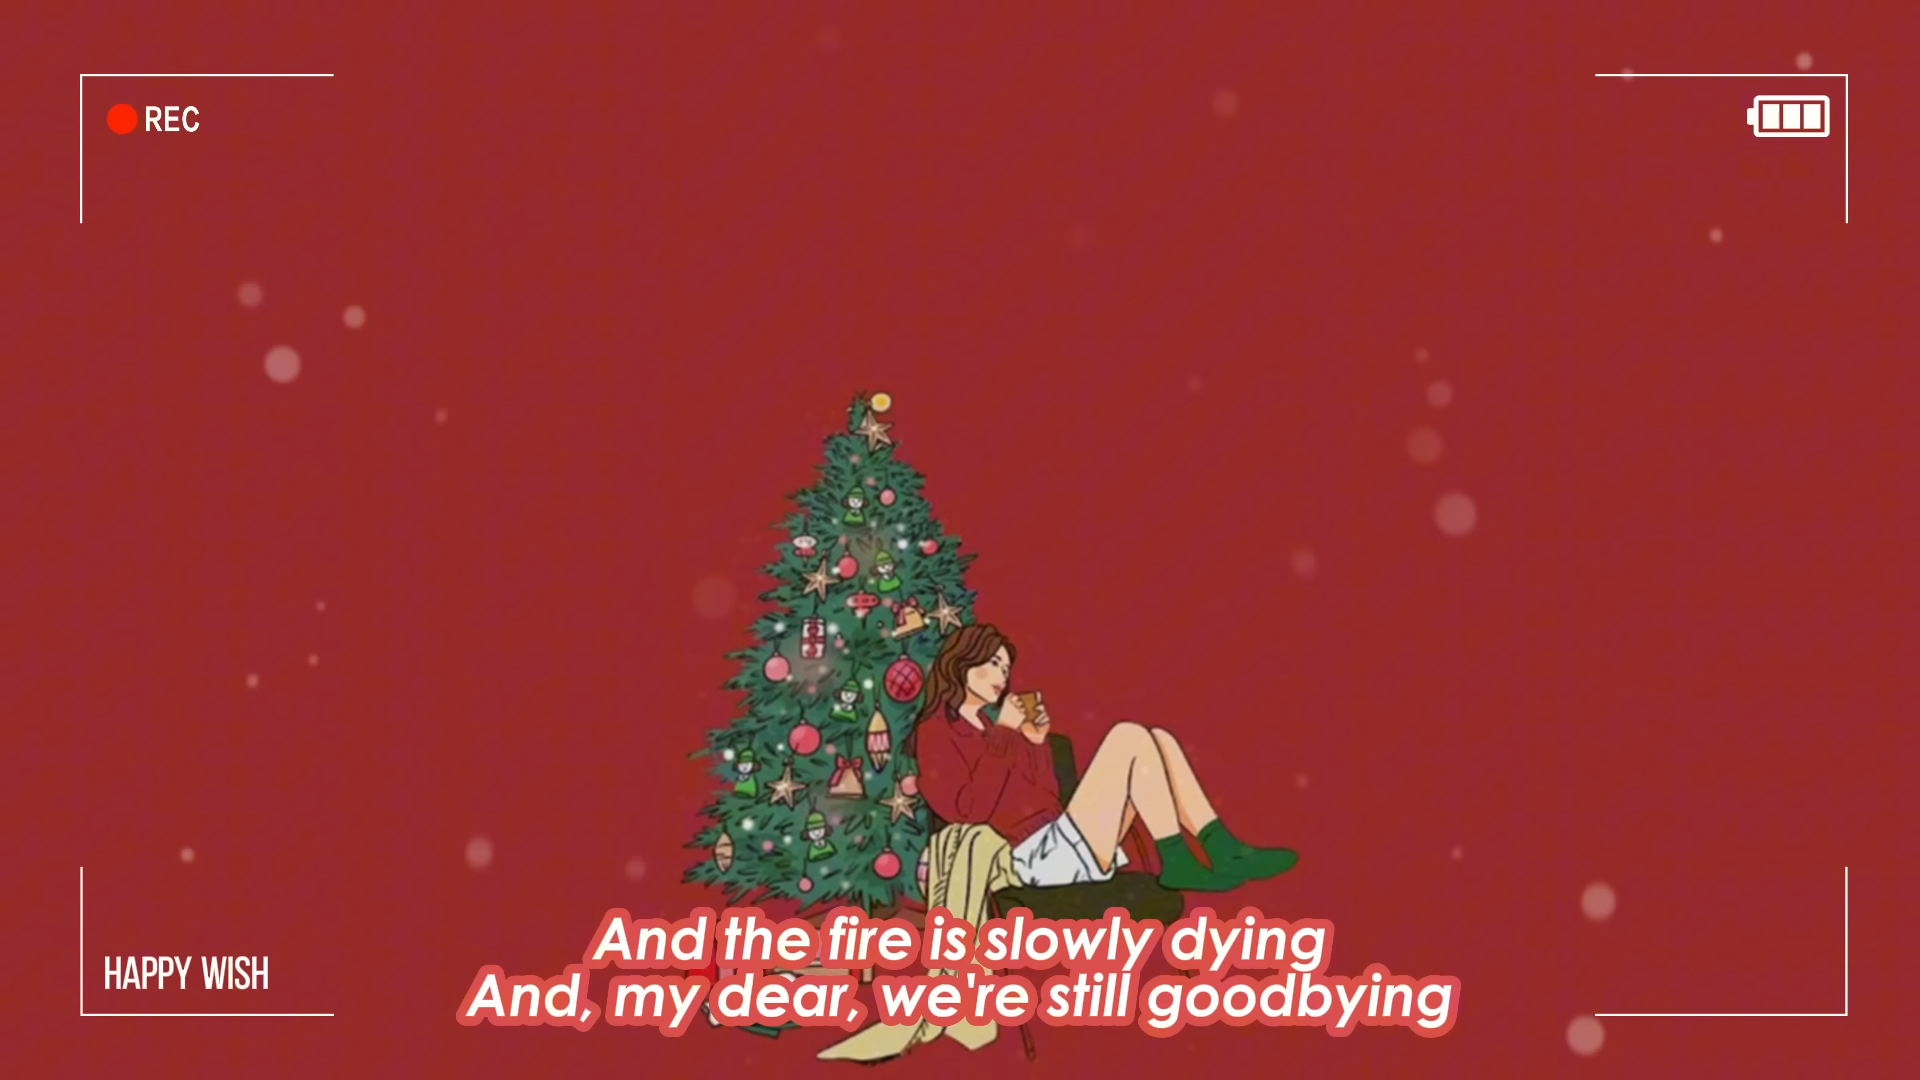 REC
And the fire is slowly dying
And, my dear, we're still goodbying
HAPPY WISH